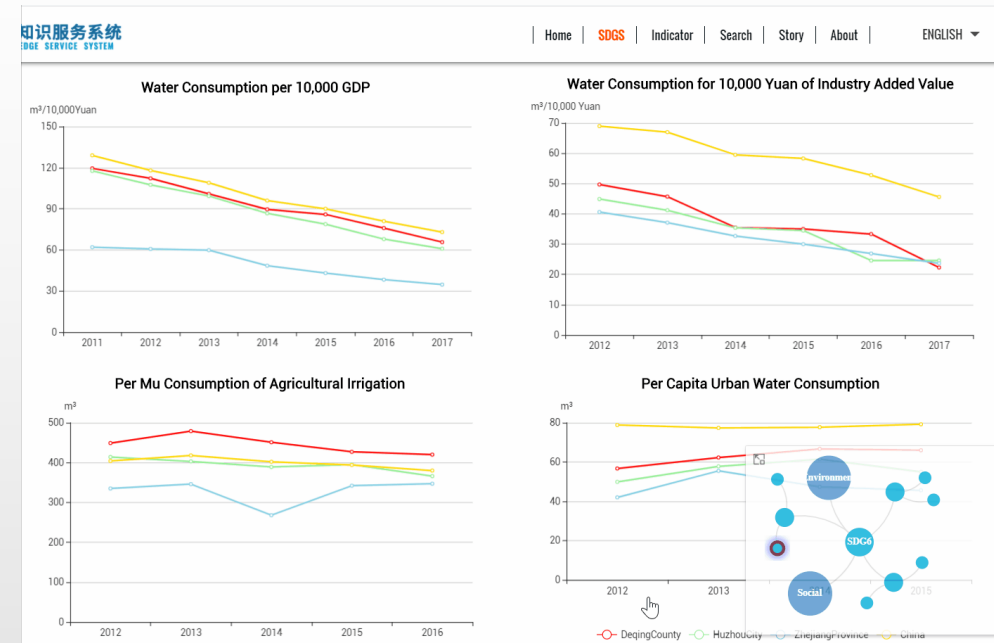 知识服务系统
EDGE SERVICE SYSTEM
Home SDGS Indicator Search Story About ENGLISH
Water Consumption per 10,000 GDP
m³/10,000Yuan
150
120
90
60
30
0
2011 2012 2013 2014 2015 2016 2017
Water Consumption for 10,000 Yuan of Industry Added Value
m³/10,000 Yuan
70
60
50
40
30
20
10
0
2012 2013 2014 2015 2016 2017
Per Mu Consumption of Agricultural Irrigation
m³
500
400
300
200
100
0
2012 2013 2014 2015 2016
Per Capita Urban Water Consumption
m³
80
60
40
20
0
2012 2013 2014 2015
nvironmen
SDG6
Social
DeqingCounty HuzhouCity ZhejiangProvince China